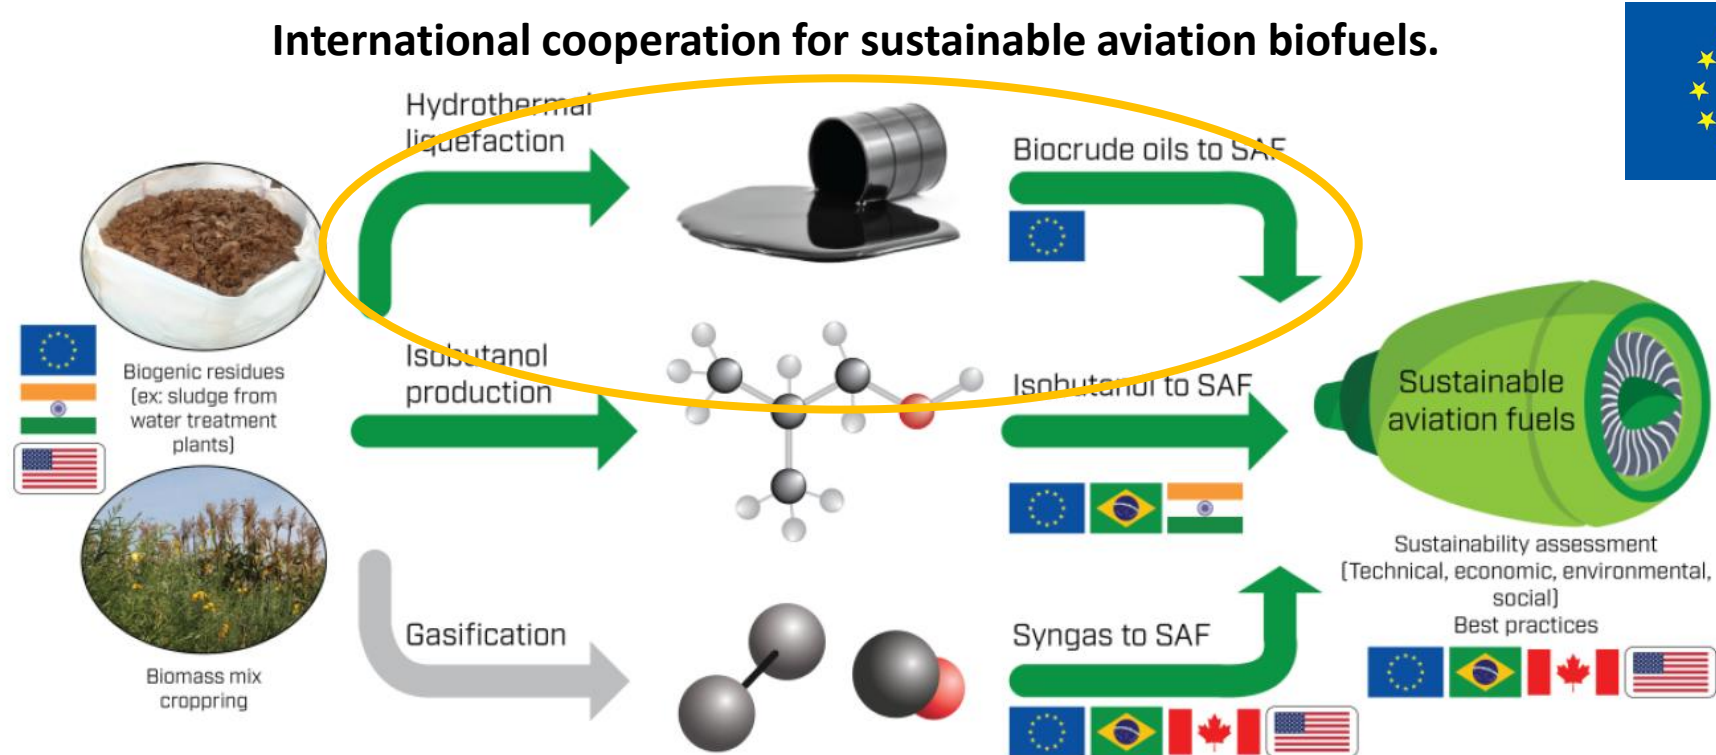 International cooperation for sustainable aviation biofuels.
Hydrothermal
liquefaction
Biocrude oils to SAF
Biogenic residues
(ex: sludge from
water treatment
plants)
Isobutanol
production
Isobutanol to SAF
Sustainable
aviation fuels
Biomass mix
croppring
Gasification
Syngas to SAF
Sustainability assessment
(Technical, economic, environmental,
social)
Best practices